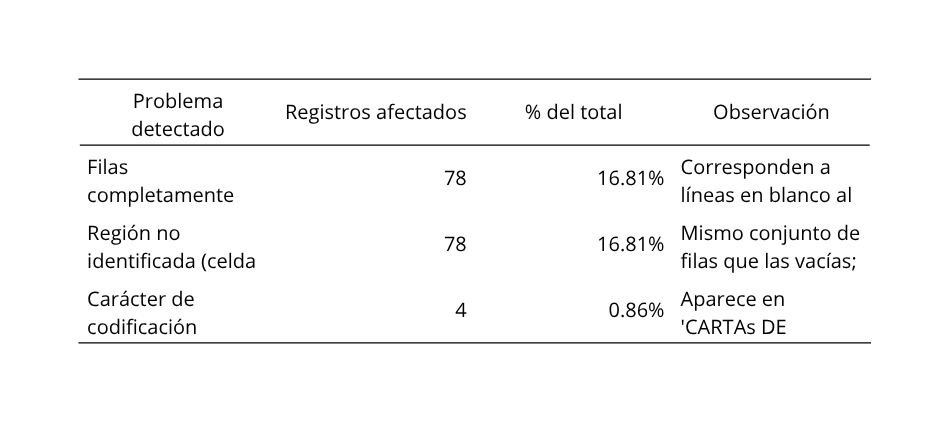 Problema
detectado
Registros afectados
% del total
Observación
Filas
completamente
78
16.81%
Corresponden a
líneas en blanco al
Región no
identificada (celda
78
16.81%
Mismo conjunto de
filas que las vacías;
Carácter de
codificación
4
0.86%
Aparece en
'CARTAs DE